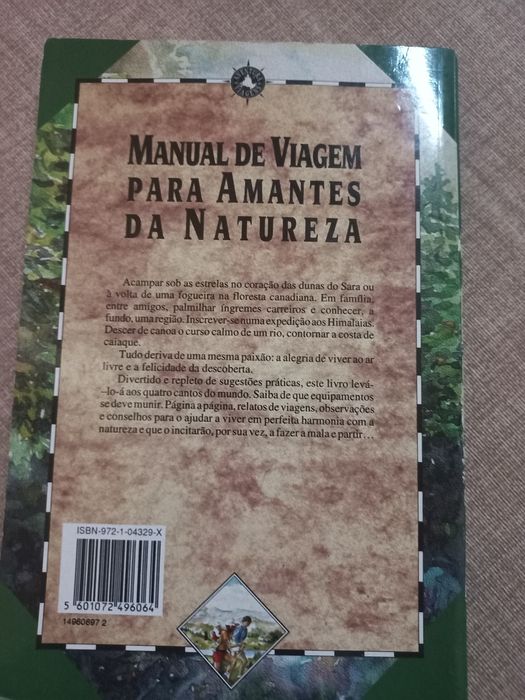 MANUAL DE VIAGEM
PARA AMANTES
DA NATUREZA
Acampar sob as estrelas no coração das dunas do Sara ou
à volta de uma fogueira na floresta canadiana. Em família,
entre amigos, palmilhar íngremes carreiros e conhecer, a
fundo, uma região. Inscrever-se numa expedição aos Himalaias.
Descer de canoa o curso calmo de um rio, contornar a costa de
caiaque.
Tudo deriva de uma mesma paixão: a alegria de viver ao ar
livre e a felicidade da descoberta.
Divertido e repleto de sugestões práticas, este livro levá-
-lo-á aos quatro cantos do mundo. Saiba de que equipamentos
se deve munir. Página a página, relatos de viagens, observações
e conselhos para o ajudar a viver em perfeita harmonia com a
natureza e que o incitarão, por sua vez, a fazer a mala e partir...
ISBN-972-1-04329-X
5 601072 496064
14960697 2